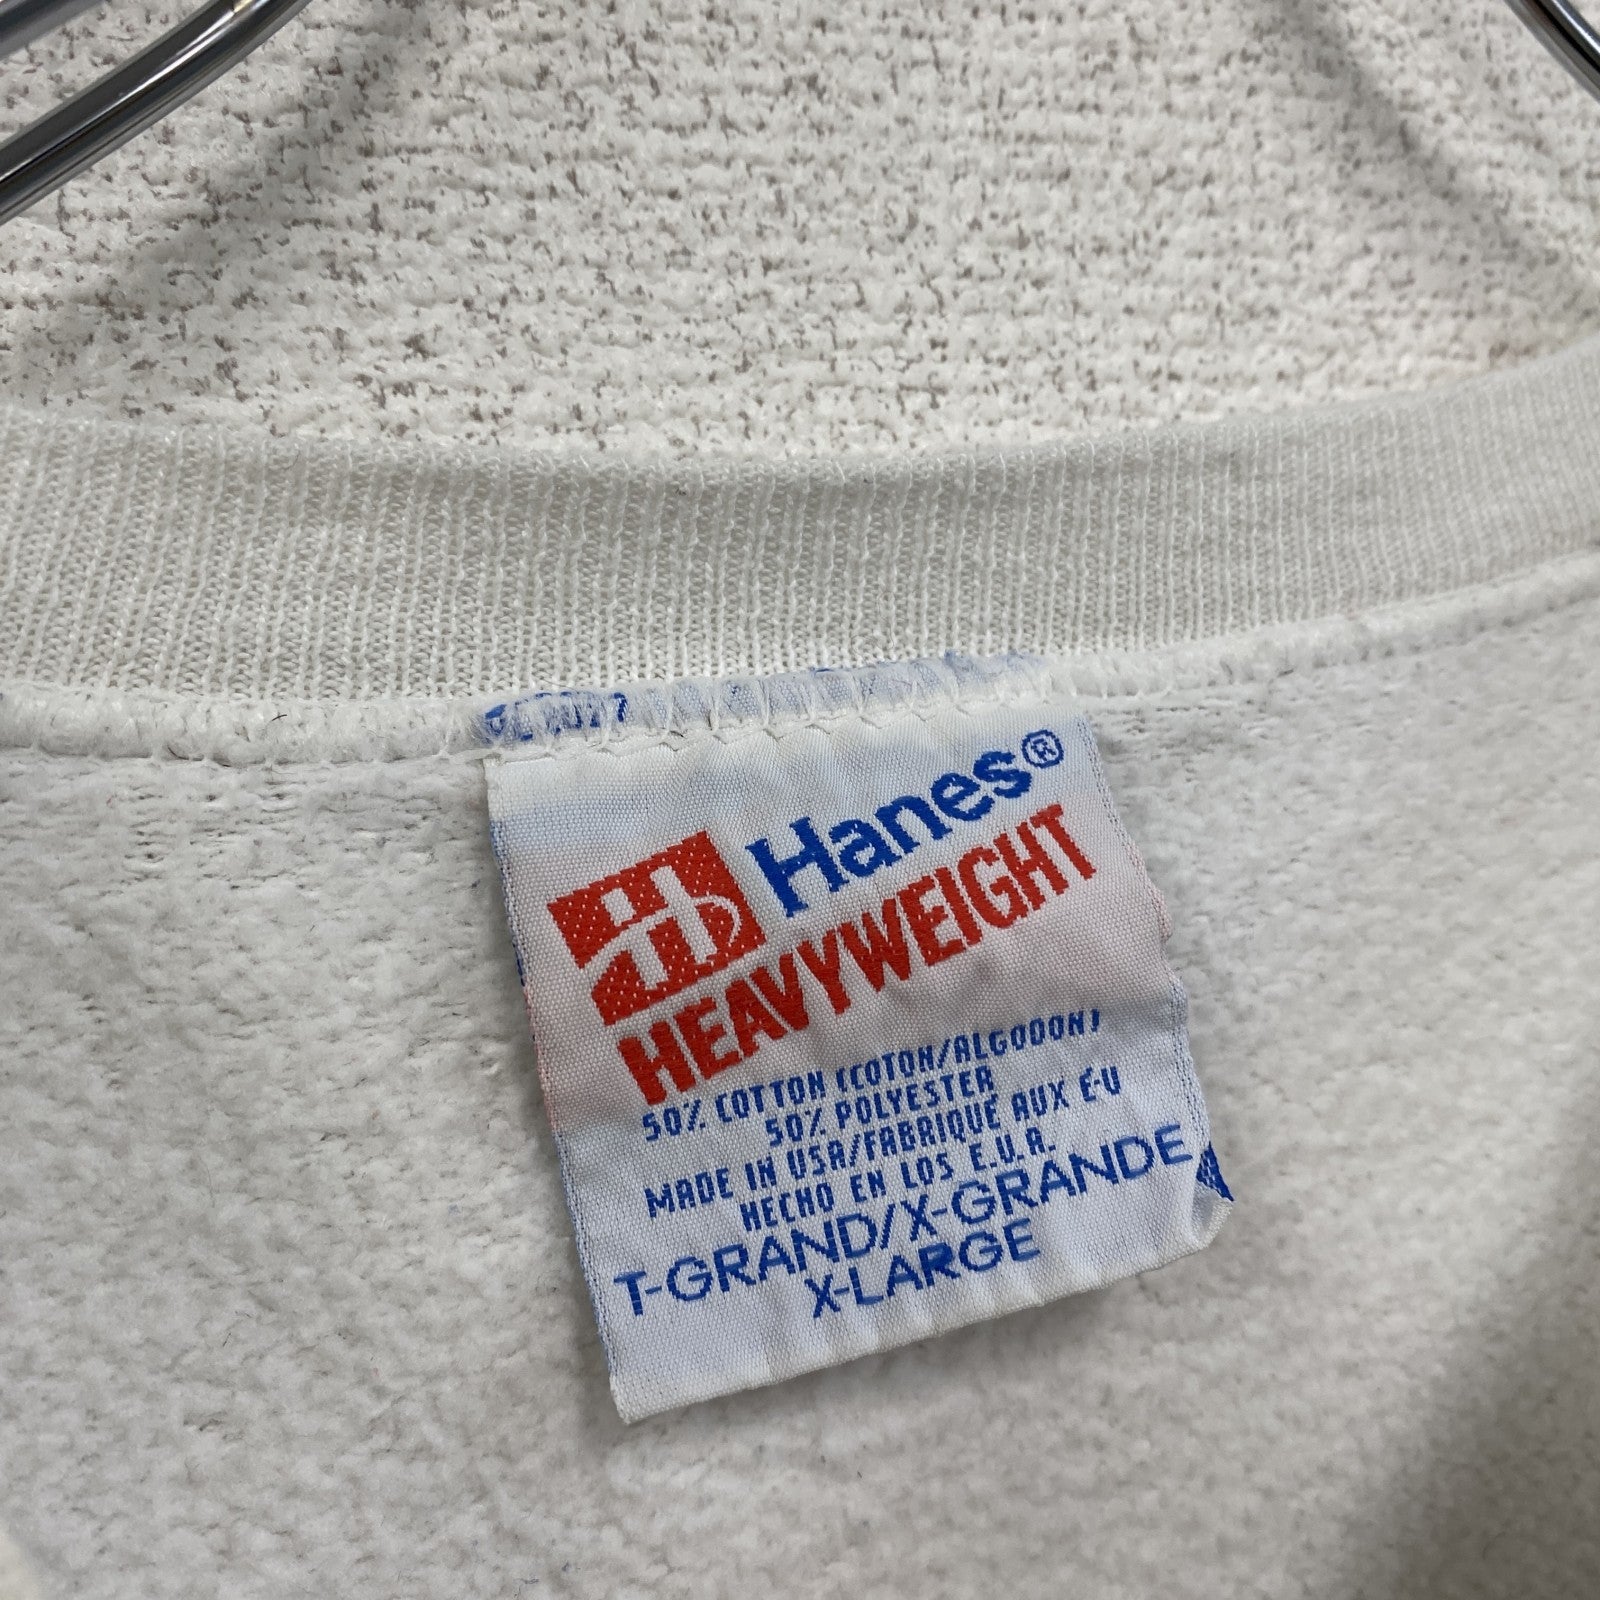 Hanes®
HEAVYWEIGHT
50% COTTON (COTON/ALGODON)
50% POLYESTER
MADE IN USA/FABRIQUÉ AUX É-U
HECHO EN LOS E.U.A.
T-GRAND/X-GRANDE
X-LARGE